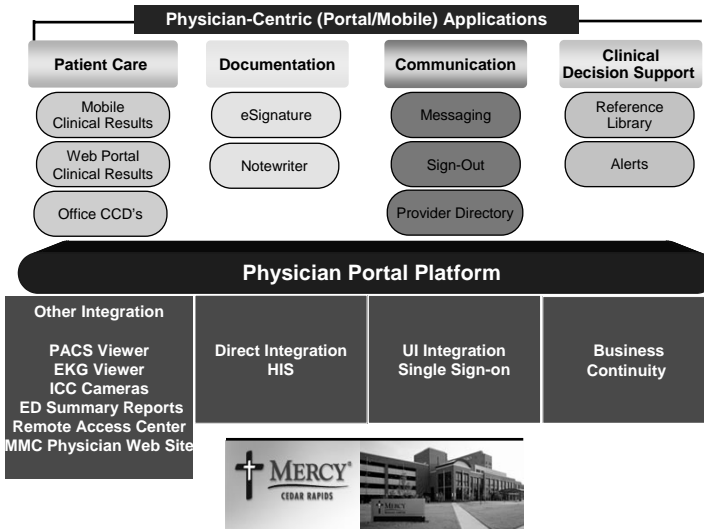 Physician-Centric (Portal/Mobile) Applications
Patient Care
Mobile
Clinical Results
Web Portal
Clinical Results
Office CCD's
Documentation
eSignature
Notewriter
Communication
Messaging
Sign-Out
Provider Directory
Clinical
Decision Support
Reference
Library
Alerts
Physician Portal Platform
Other Integration
PACS Viewer
EKG Viewer
ICC Cameras
ED Summary Reports
Remote Access Center
MMC Physician Web Site
Direct Integration
HIS
UI Integration
Single Sign-on
Business
Continuity
MERCY®
CEDAR RAPIDS
MERCY